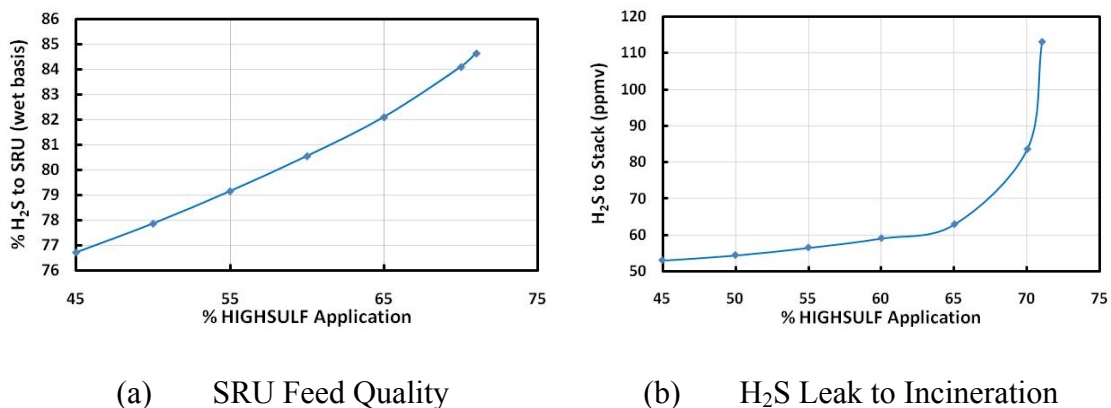 86
85
84
83
82
81
80
79
78
77
76
% H₂S to SRU (wet basis)
45 55 65 75
% HIGHSULF Application
120
110
100
90
80
70
60
50
H₂S to Stack (ppmv)
45 50 55 60 65 70 75
% HIGHSULF Application
(a) SRU Feed Quality
(b) H₂S Leak to Incineration